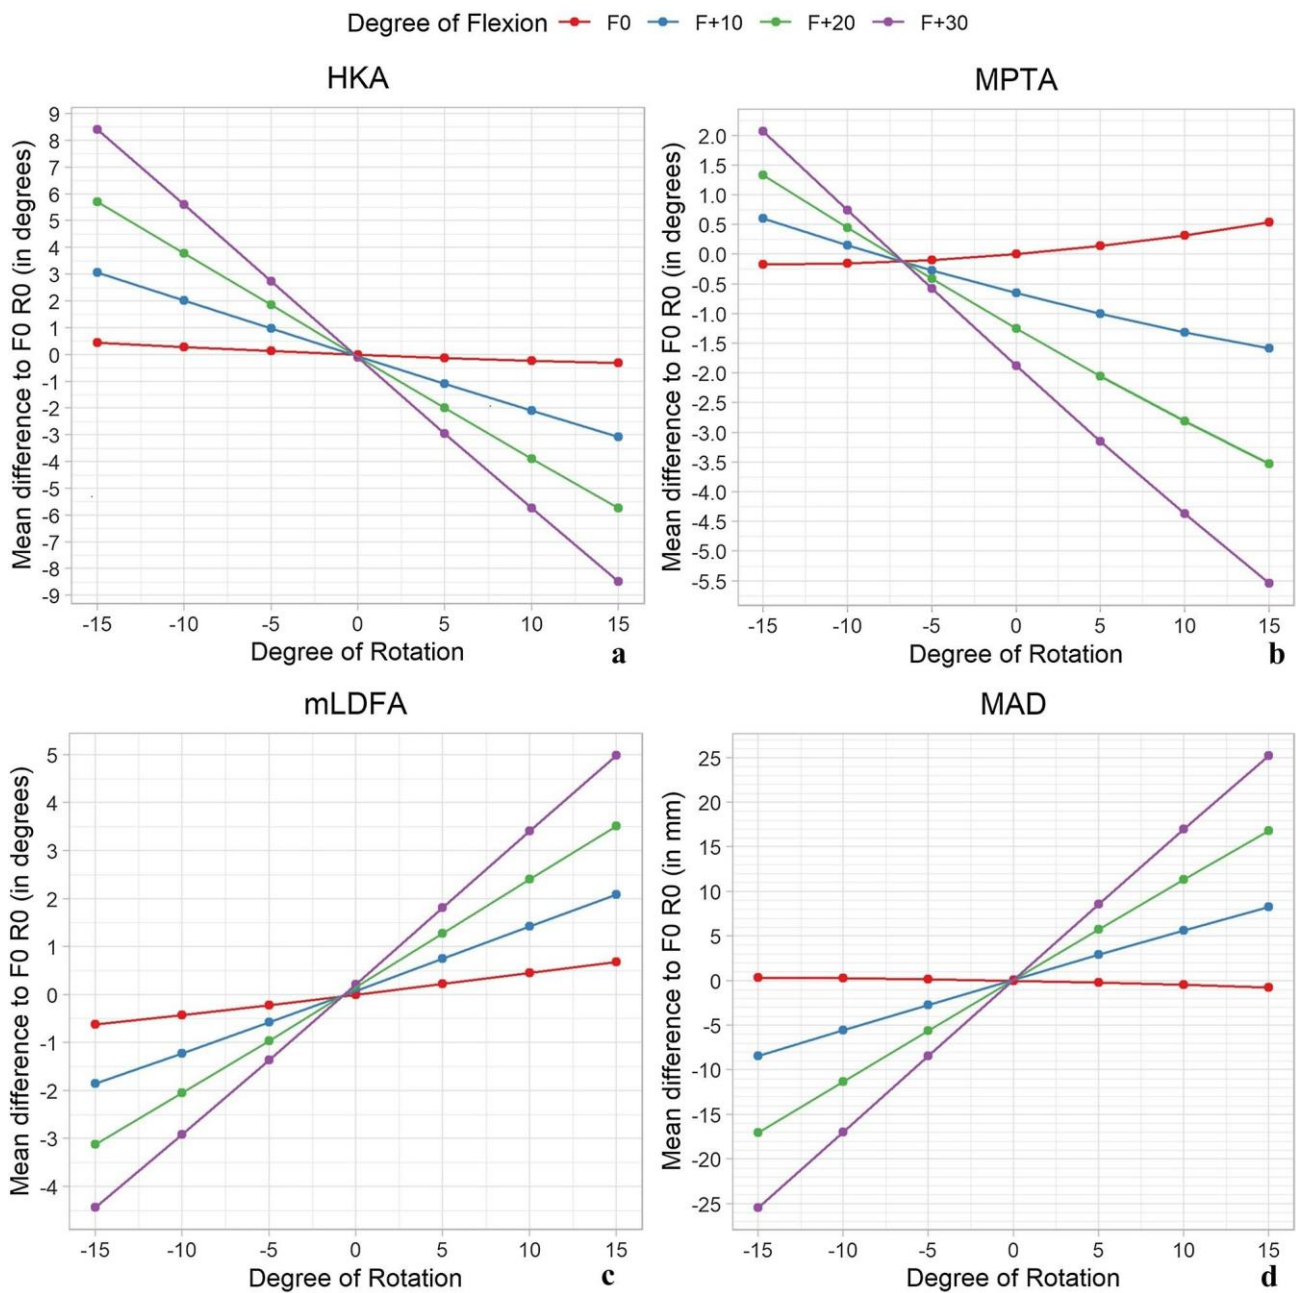 Degree of Flexion F0 F+10 F+20 F+30
HKA
Mean difference to F0 R0 (in degrees)
9
8
7
6
5
4
3
2
1
0
-1
-2
-3
-4
-5
-6
-7
-8
-9
-15 -10 -5 0 5 10 15
Degree of Rotation
a
MPTA
Mean difference to F0 R0 (in degrees)
2.0
1.5
1.0
0.5
0.0
-0.5
-1.0
-1.5
-2.0
-2.5
-3.0
-3.5
-4.0
-4.5
-5.0
-5.5
-15 -10 -5 0 5 10 15
Degree of Rotation
b
mLDFA
Mean difference to F0 R0 (in degrees)
5
4
3
2
1
0
-1
-2
-3
-4
-15 -10 -5 0 5 10 15
Degree of Rotation
c
MAD
Mean difference to F0 R0 (in mm)
25
20
15
10
5
0
-5
-10
-15
-20
-25
-15 -10 -5 0 5 10 15
Degree of Rotation
d